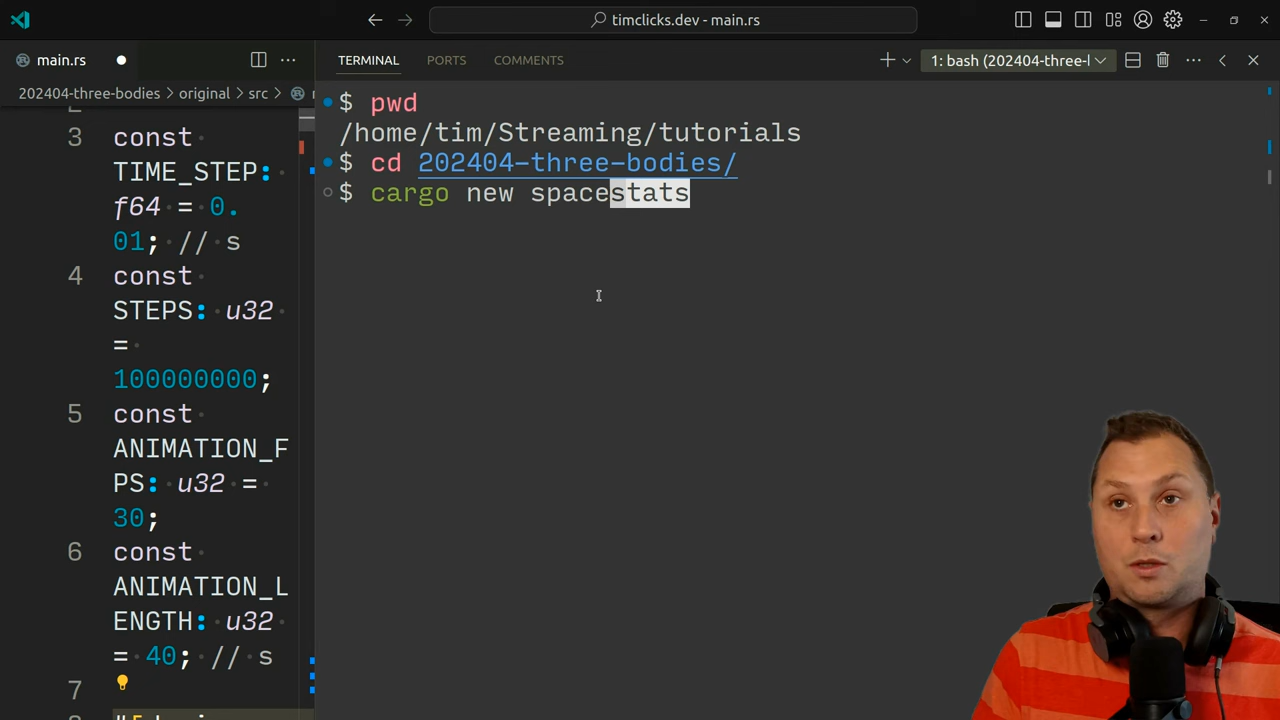 timclicks.dev - main.rs
main.rs
TERMINAL PORTS COMMENTS
1: bash (202404-three-l
202404-three-bodies > original > src >
3 const
TIME_STEP:
f64 = 0.
01; // s
4 const
STEPS: u32
=
100000000;
5 const
ANIMATION_F
PS: u32 =
30;
6 const
ANIMATION_L
ENGTH: u32
= 40; // s
7
$ pwd
/home/tim/Streaming/tutorials
$ cd 202404-three-bodies/
$ cargo new spacestats